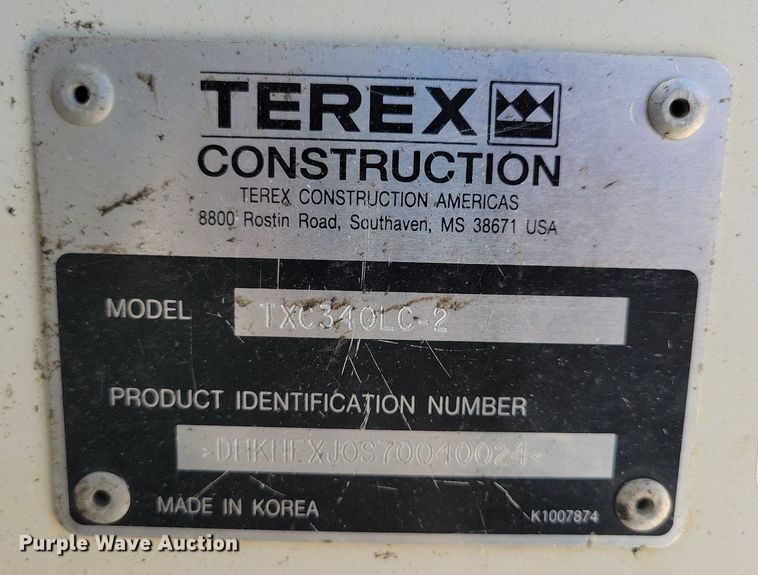 TEREX
CONSTRUCTION
TEREX CONSTRUCTION AMERICAS
8800 Rostin Road, Southaven, MS 38671 USA
MODEL TXC340LC-2
PRODUCT IDENTIFICATION NUMBER
>DHKHEXJ0S70040024<
MADE IN KOREA K1007874
Purple Wave Auction